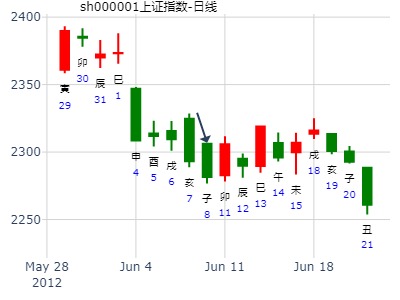 sh000001上证指数-日线
2400
2350
2300
2250
寅
29
卯
30
辰
31
巳
1
申
4
酉
5
戌
6
亥
7
子
8
卯
11
辰
12
巳
13
午
14
未
15
戌
18
亥
19
子
20
丑
21
May 28
2012
Jun 4
Jun 11
Jun 18